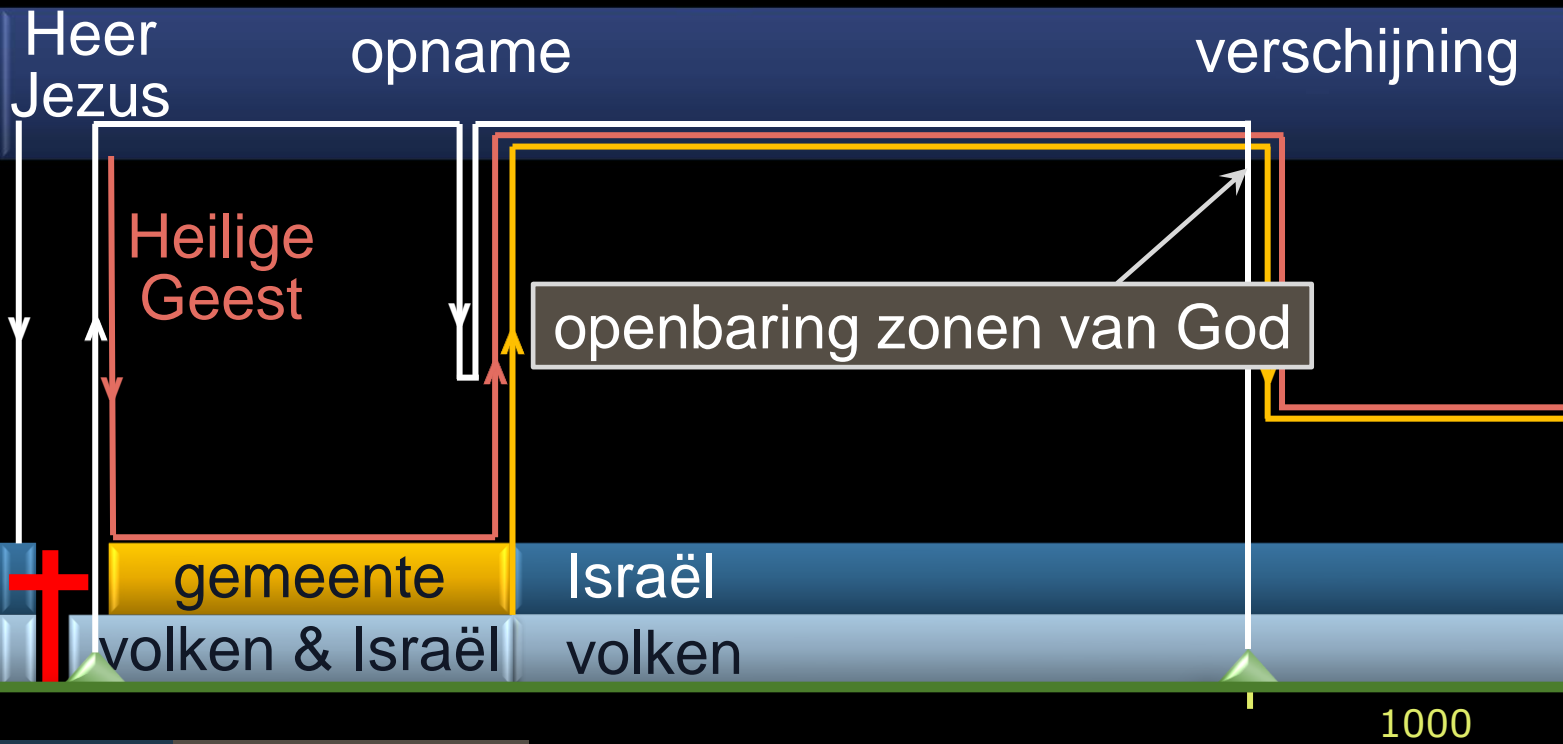 Heer
Jezus
opname
verschijning
Heilige
Geest
openbaring zonen van God
gemeente
Israël
volken & Israël
volken
1000